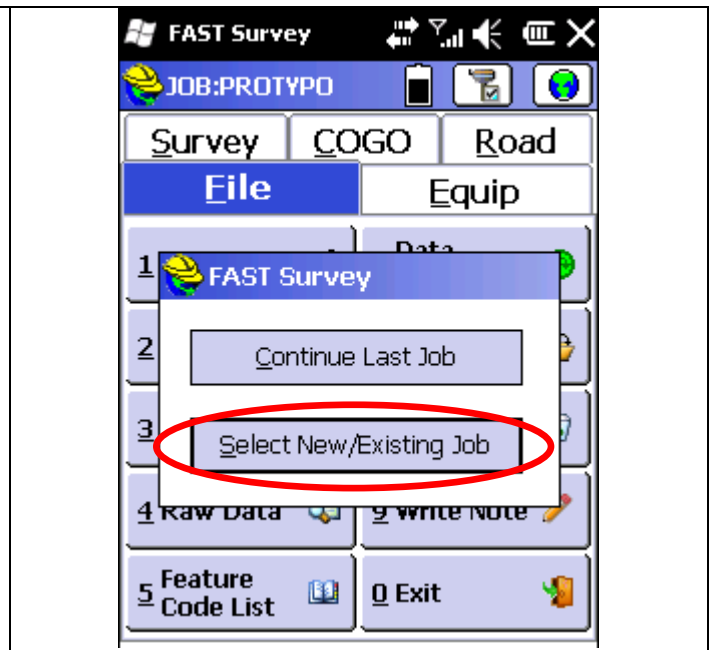 FAST Survey
JOB:PROTYPO
Survey COGO Road
File Equip
1 Data
FAST Survey
2 Continue Last Job
3 Select New/Existing Job
4 Raw Data 9 Write Note
5 Feature
Code List
0 Exit